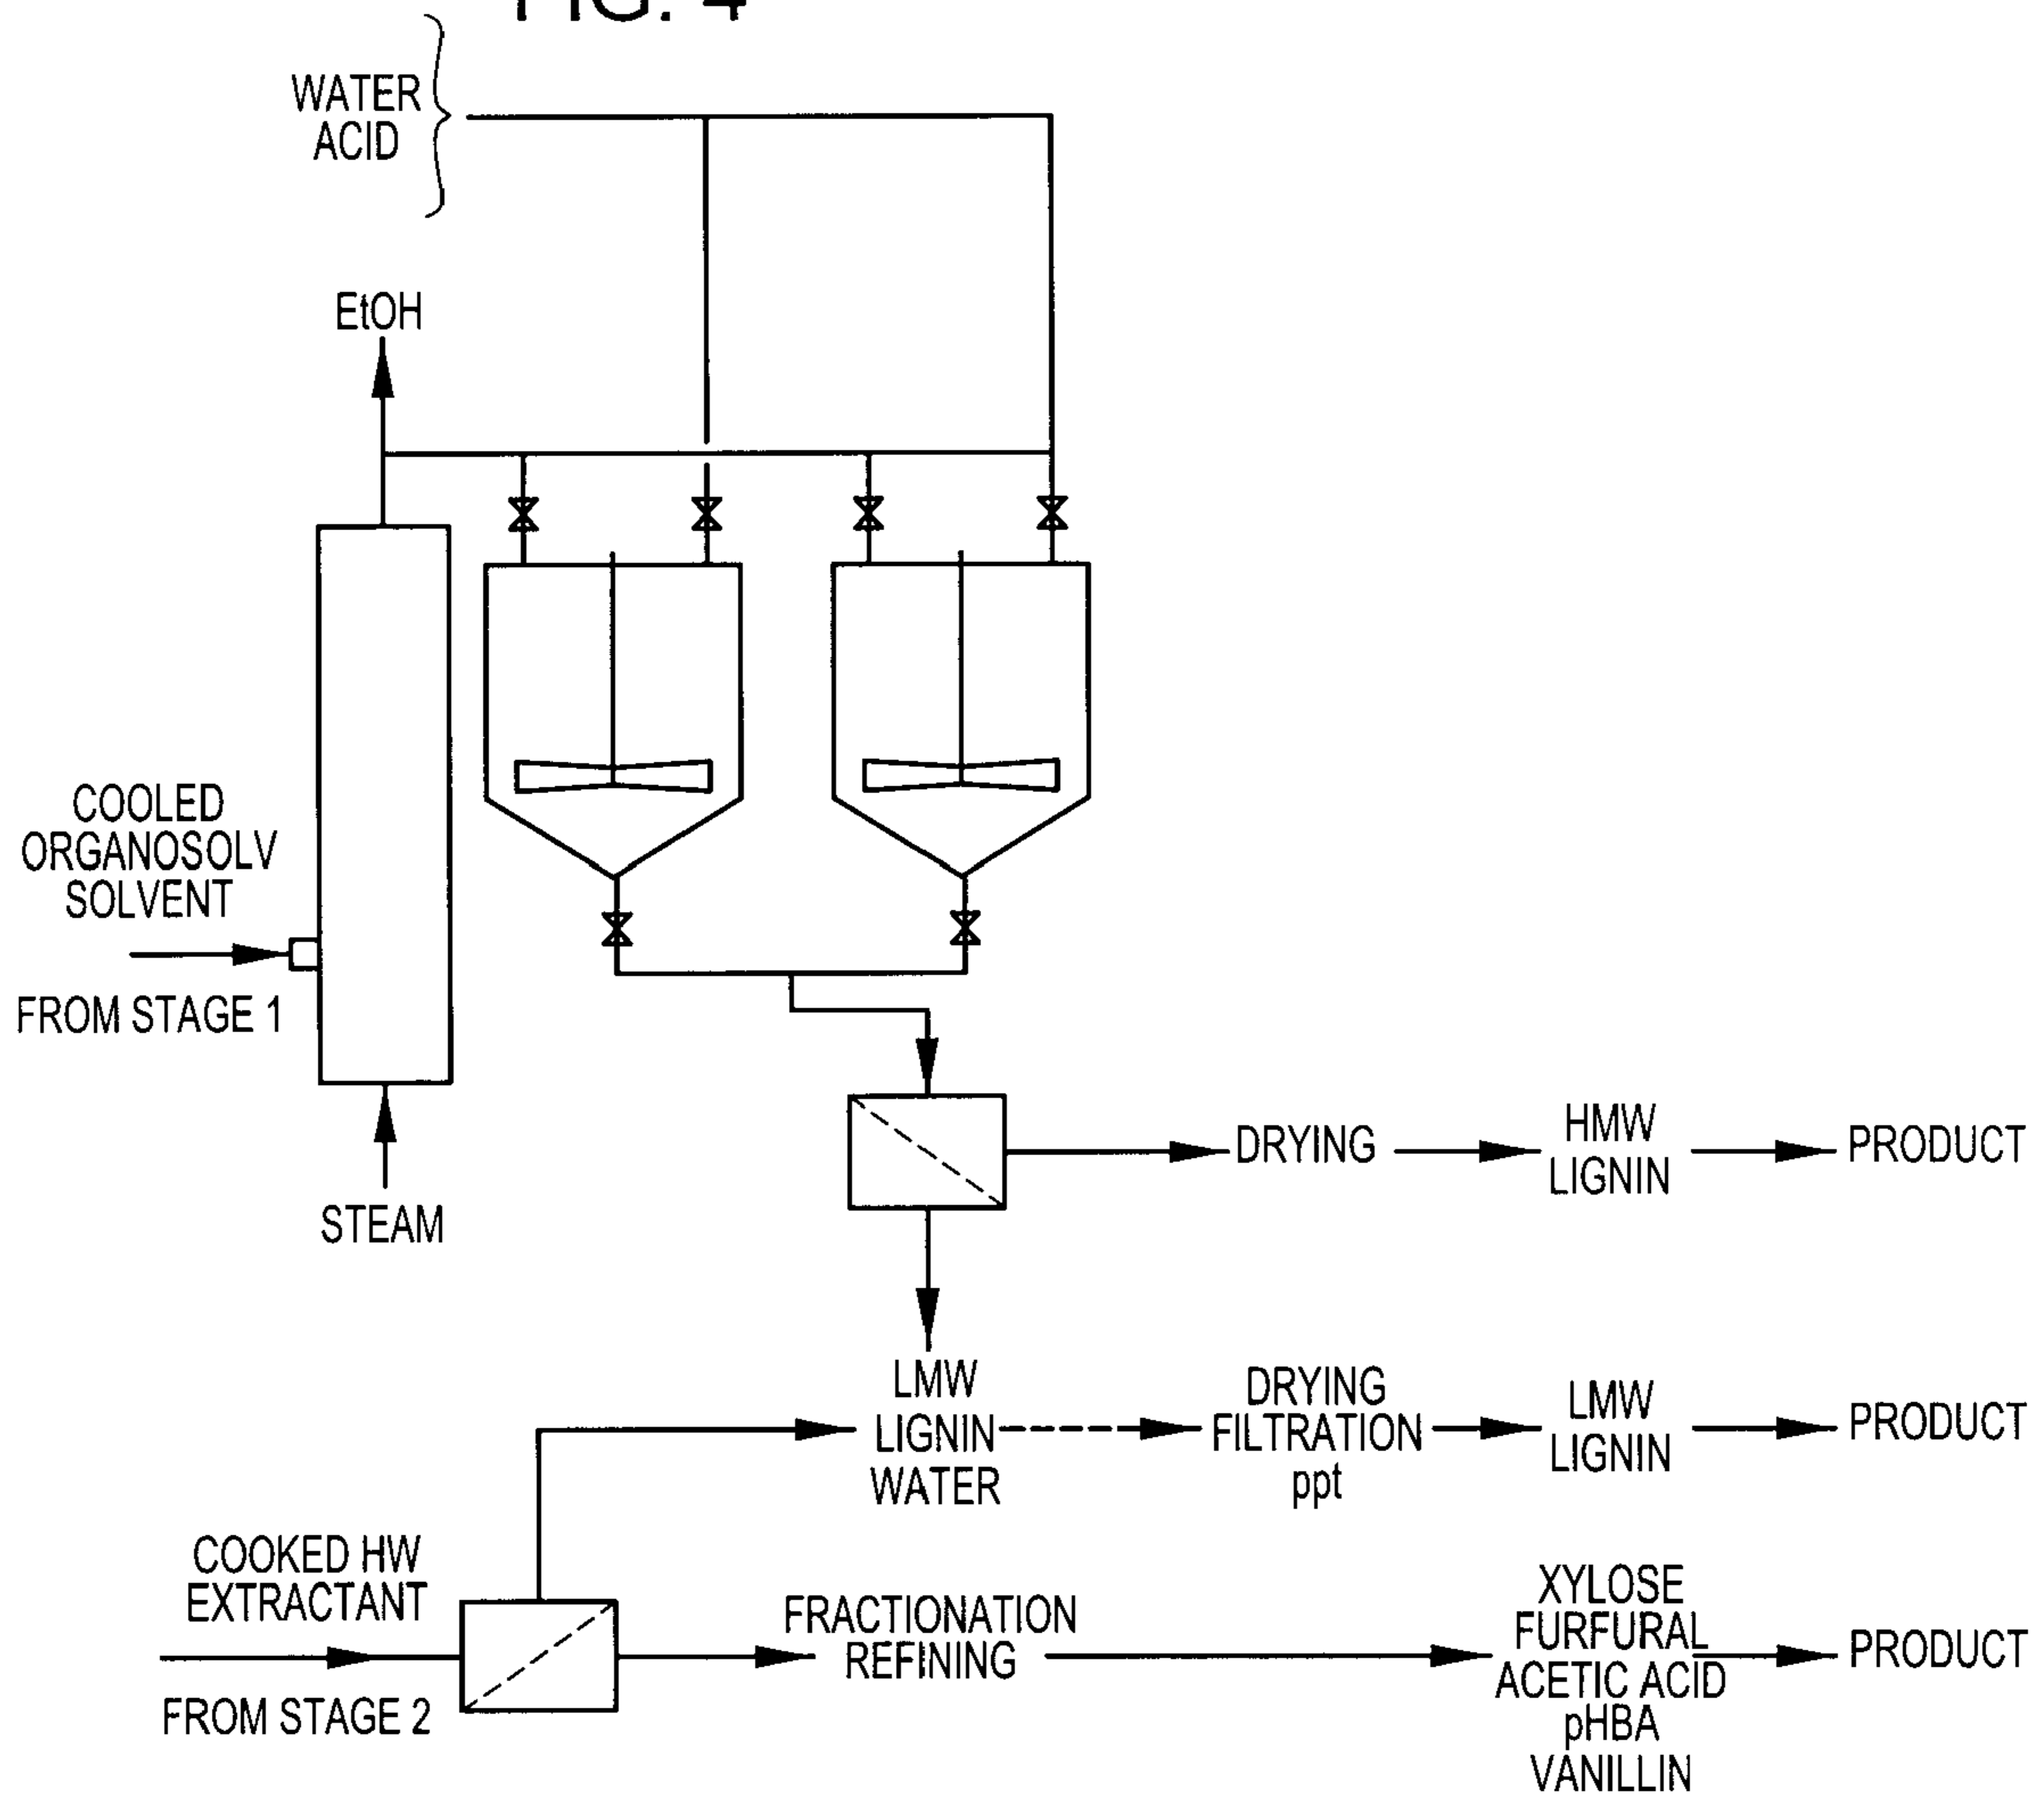 FIG. 4
WATER
ACID
EtOH
COOLED
ORGANOSOLV
SOLVENT
FROM STAGE 1
STEAM
DRYING
HMW
LIGNIN
PRODUCT
LMW
LIGNIN
WATER
DRYING
FILTRATION
ppt
LMW
LIGNIN
PRODUCT
COOKED HW
EXTRACTANT
FROM STAGE 2
FRACTIONATION
REFINING
XYLOSE
FURFURAL
ACETIC ACID
pHBA
VANILLIN
PRODUCT